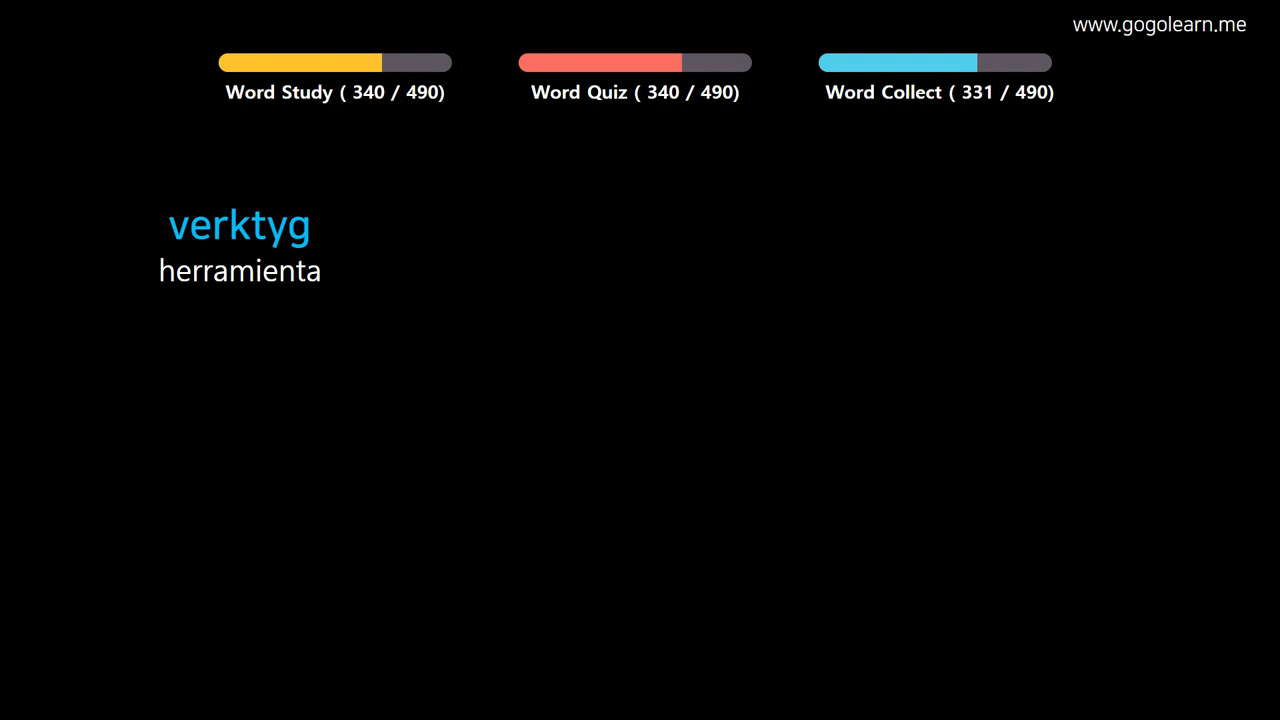 www.gogolearn.me
Word Study ( 340 / 490)
Word Quiz ( 340 / 490)
Word Collect ( 331 / 490)
verktyg
herramienta